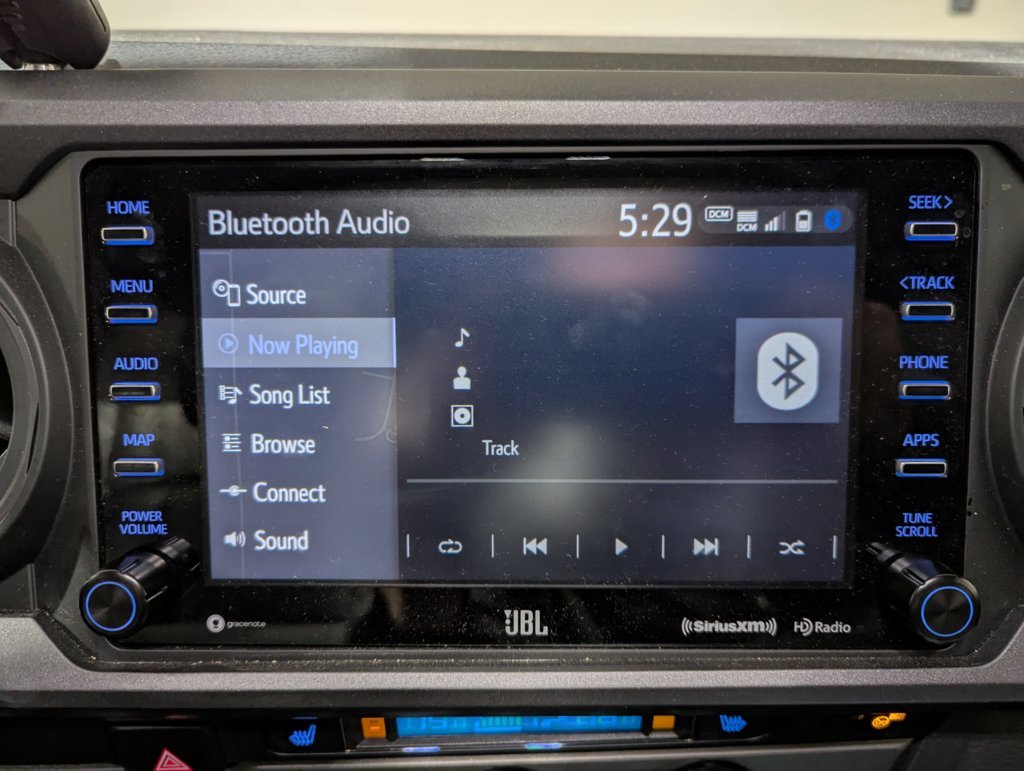 HOME
MENU
AUDIO
MAP
POWER
VOLUME
Bluetooth Audio
5:29
DCM
DCM
Source
Now Playing
Song List
Browse
Connect
Sound
Track
SEEK>
<TRACK
PHONE
APPS
TUNE
SCROLL
gracenote
JBL
((SiriusXM))
HD Radio